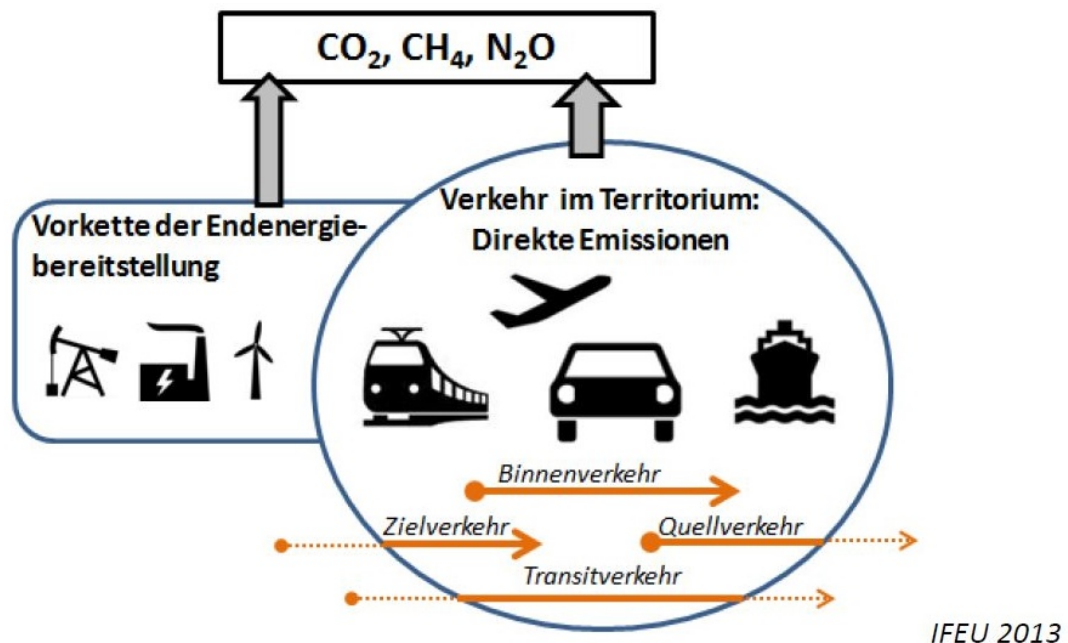 CO₂, CH₄, N₂O
Vorkette der Endenergie-
bereitstellung
Verkehr im Territorium:
Direkte Emissionen
Binnenverkehr
Zielverkehr
Quellverkehr
Transitverkehr
IFEU 2013